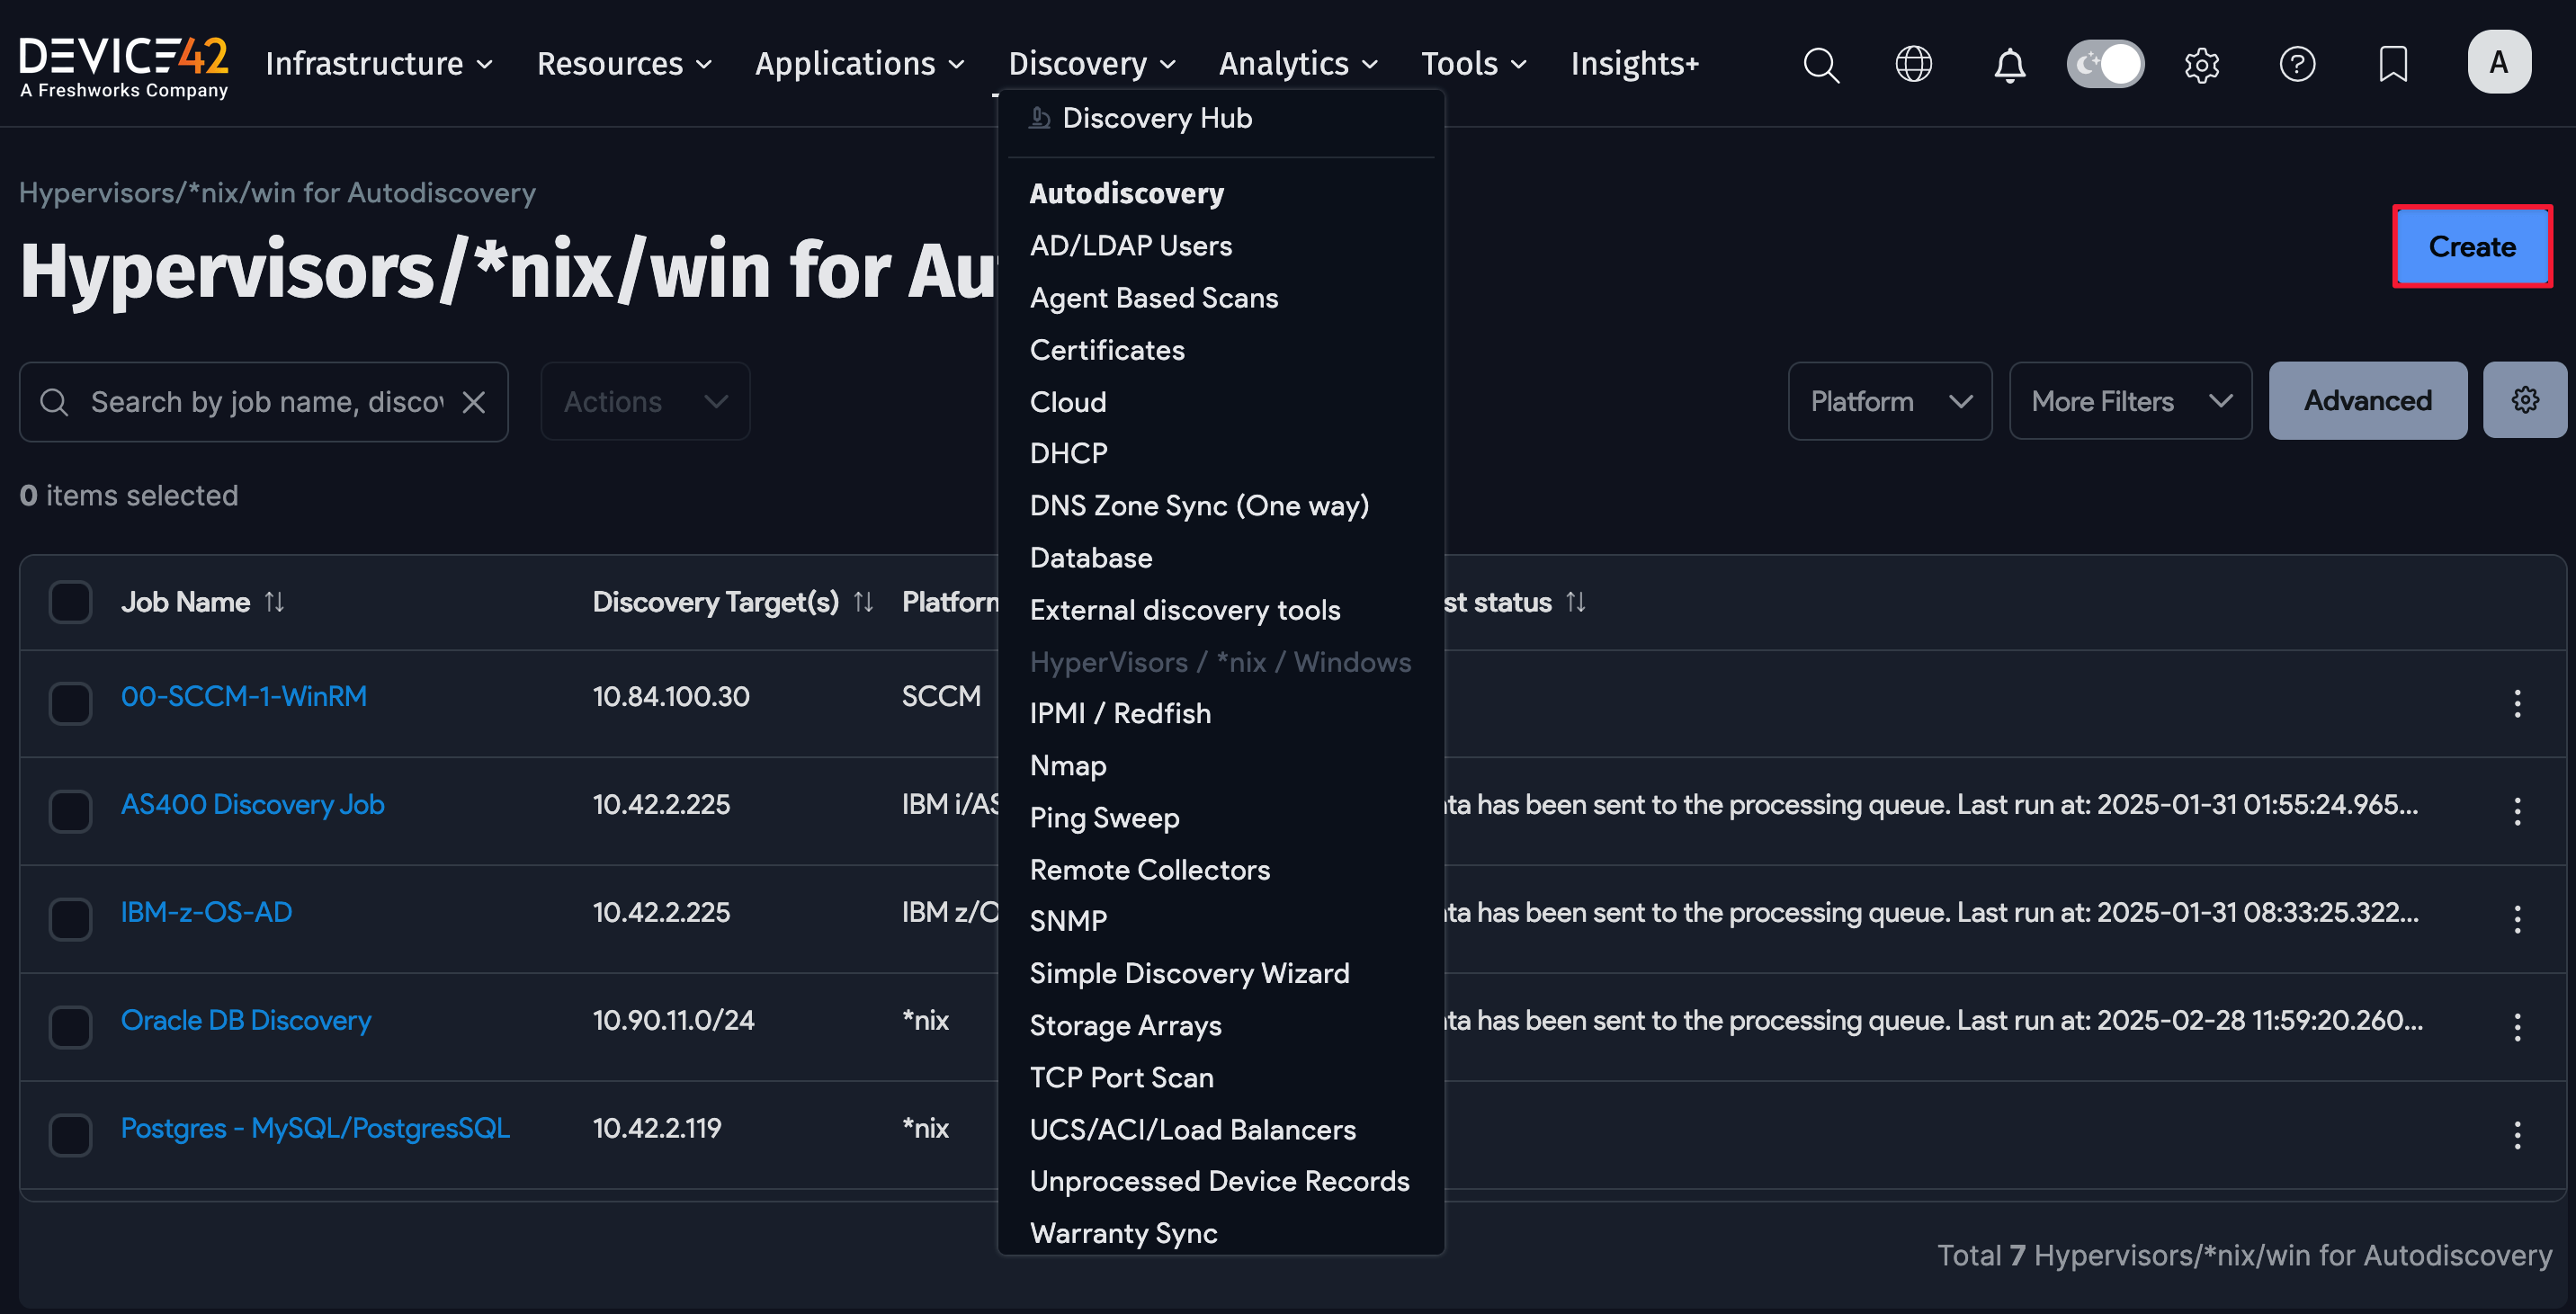 DEVICE42
A Freshworks Company
Infrastructure
Resources
Applications
Discovery
Analytics
Tools
Insights+
A
Discovery Hub
Autodiscovery
AD/LDAP Users
Agent Based Scans
Certificates
Cloud
DHCP
DNS Zone Sync (One way)
Database
External discovery tools
HyperVisors / *nix / Windows
IPMI / Redfish
Nmap
Ping Sweep
Remote Collectors
SNMP
Simple Discovery Wizard
Storage Arrays
TCP Port Scan
UCS/ACI/Load Balancers
Unprocessed Device Records
Warranty Sync
Hypervisors/*nix/win for Autodiscovery
Hypervisors/*nix/win for Au
Create
Search by job name, disco
Actions
Platform
More Filters
Advanced
0 items selected
Job Name Discovery Target(s) Platform st status
00-SCCM-1-WinRM 10.84.100.30 SCCM
AS400 Discovery Job 10.42.2.225 IBM i/AS ta has been sent to the processing queue. Last run at: 2025-01-31 01:55:24.965...
IBM-z-OS-AD 10.42.2.225 IBM z/O ta has been sent to the processing queue. Last run at: 2025-01-31 08:33:25.322...
Oracle DB Discovery 10.90.11.0/24 *nix ta has been sent to the processing queue. Last run at: 2025-02-28 11:59:20.260...
Postgres - MySQL/PostgresSQL 10.42.2.119 *nix
Total 7 Hypervisors/*nix/win for Autodiscovery